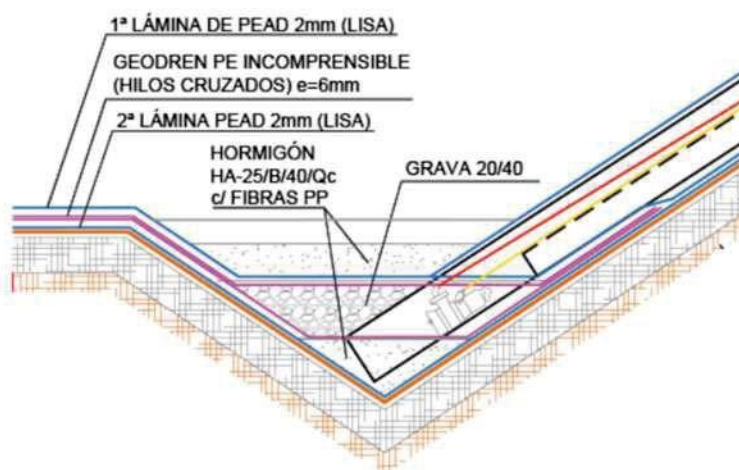 1ª LÁMINA DE PEAD 2mm (LISA)
GEODREN PE INCOMPRENSIBLE
(HILOS CRUZADOS) e=6mm
2ª LÁMINA PEAD 2mm (LISA)
HORMIGÓN
HA-25/B/40/Qc
c/ FIBRAS PP
GRAVA 20/40